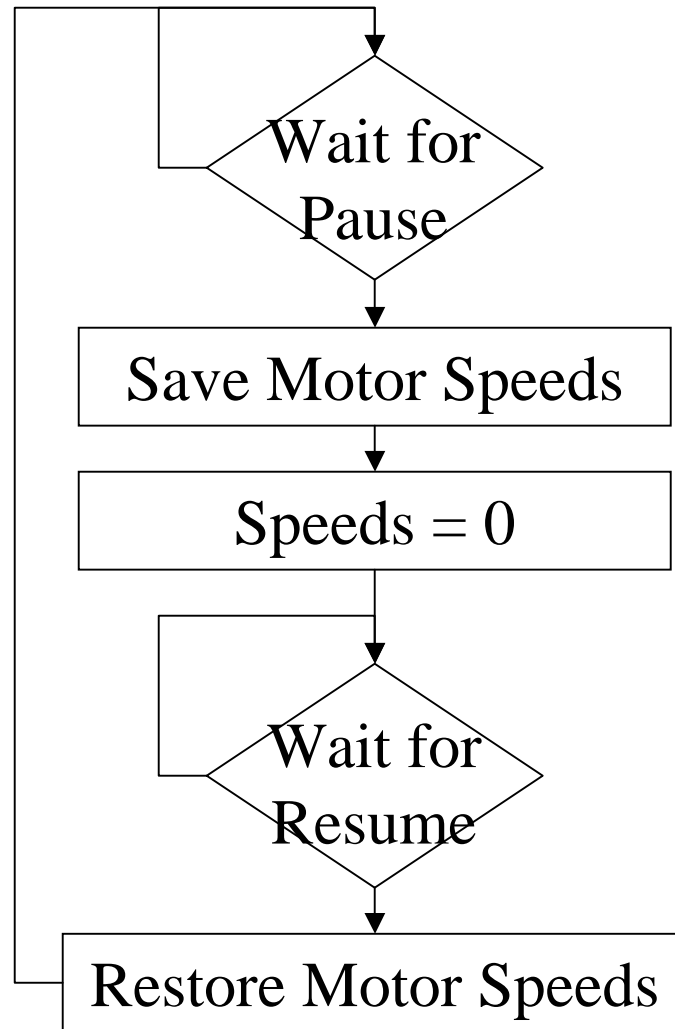 Wait for
Pause
Save Motor Speeds
Speeds = 0
Wait for
Resume
Restore Motor Speeds